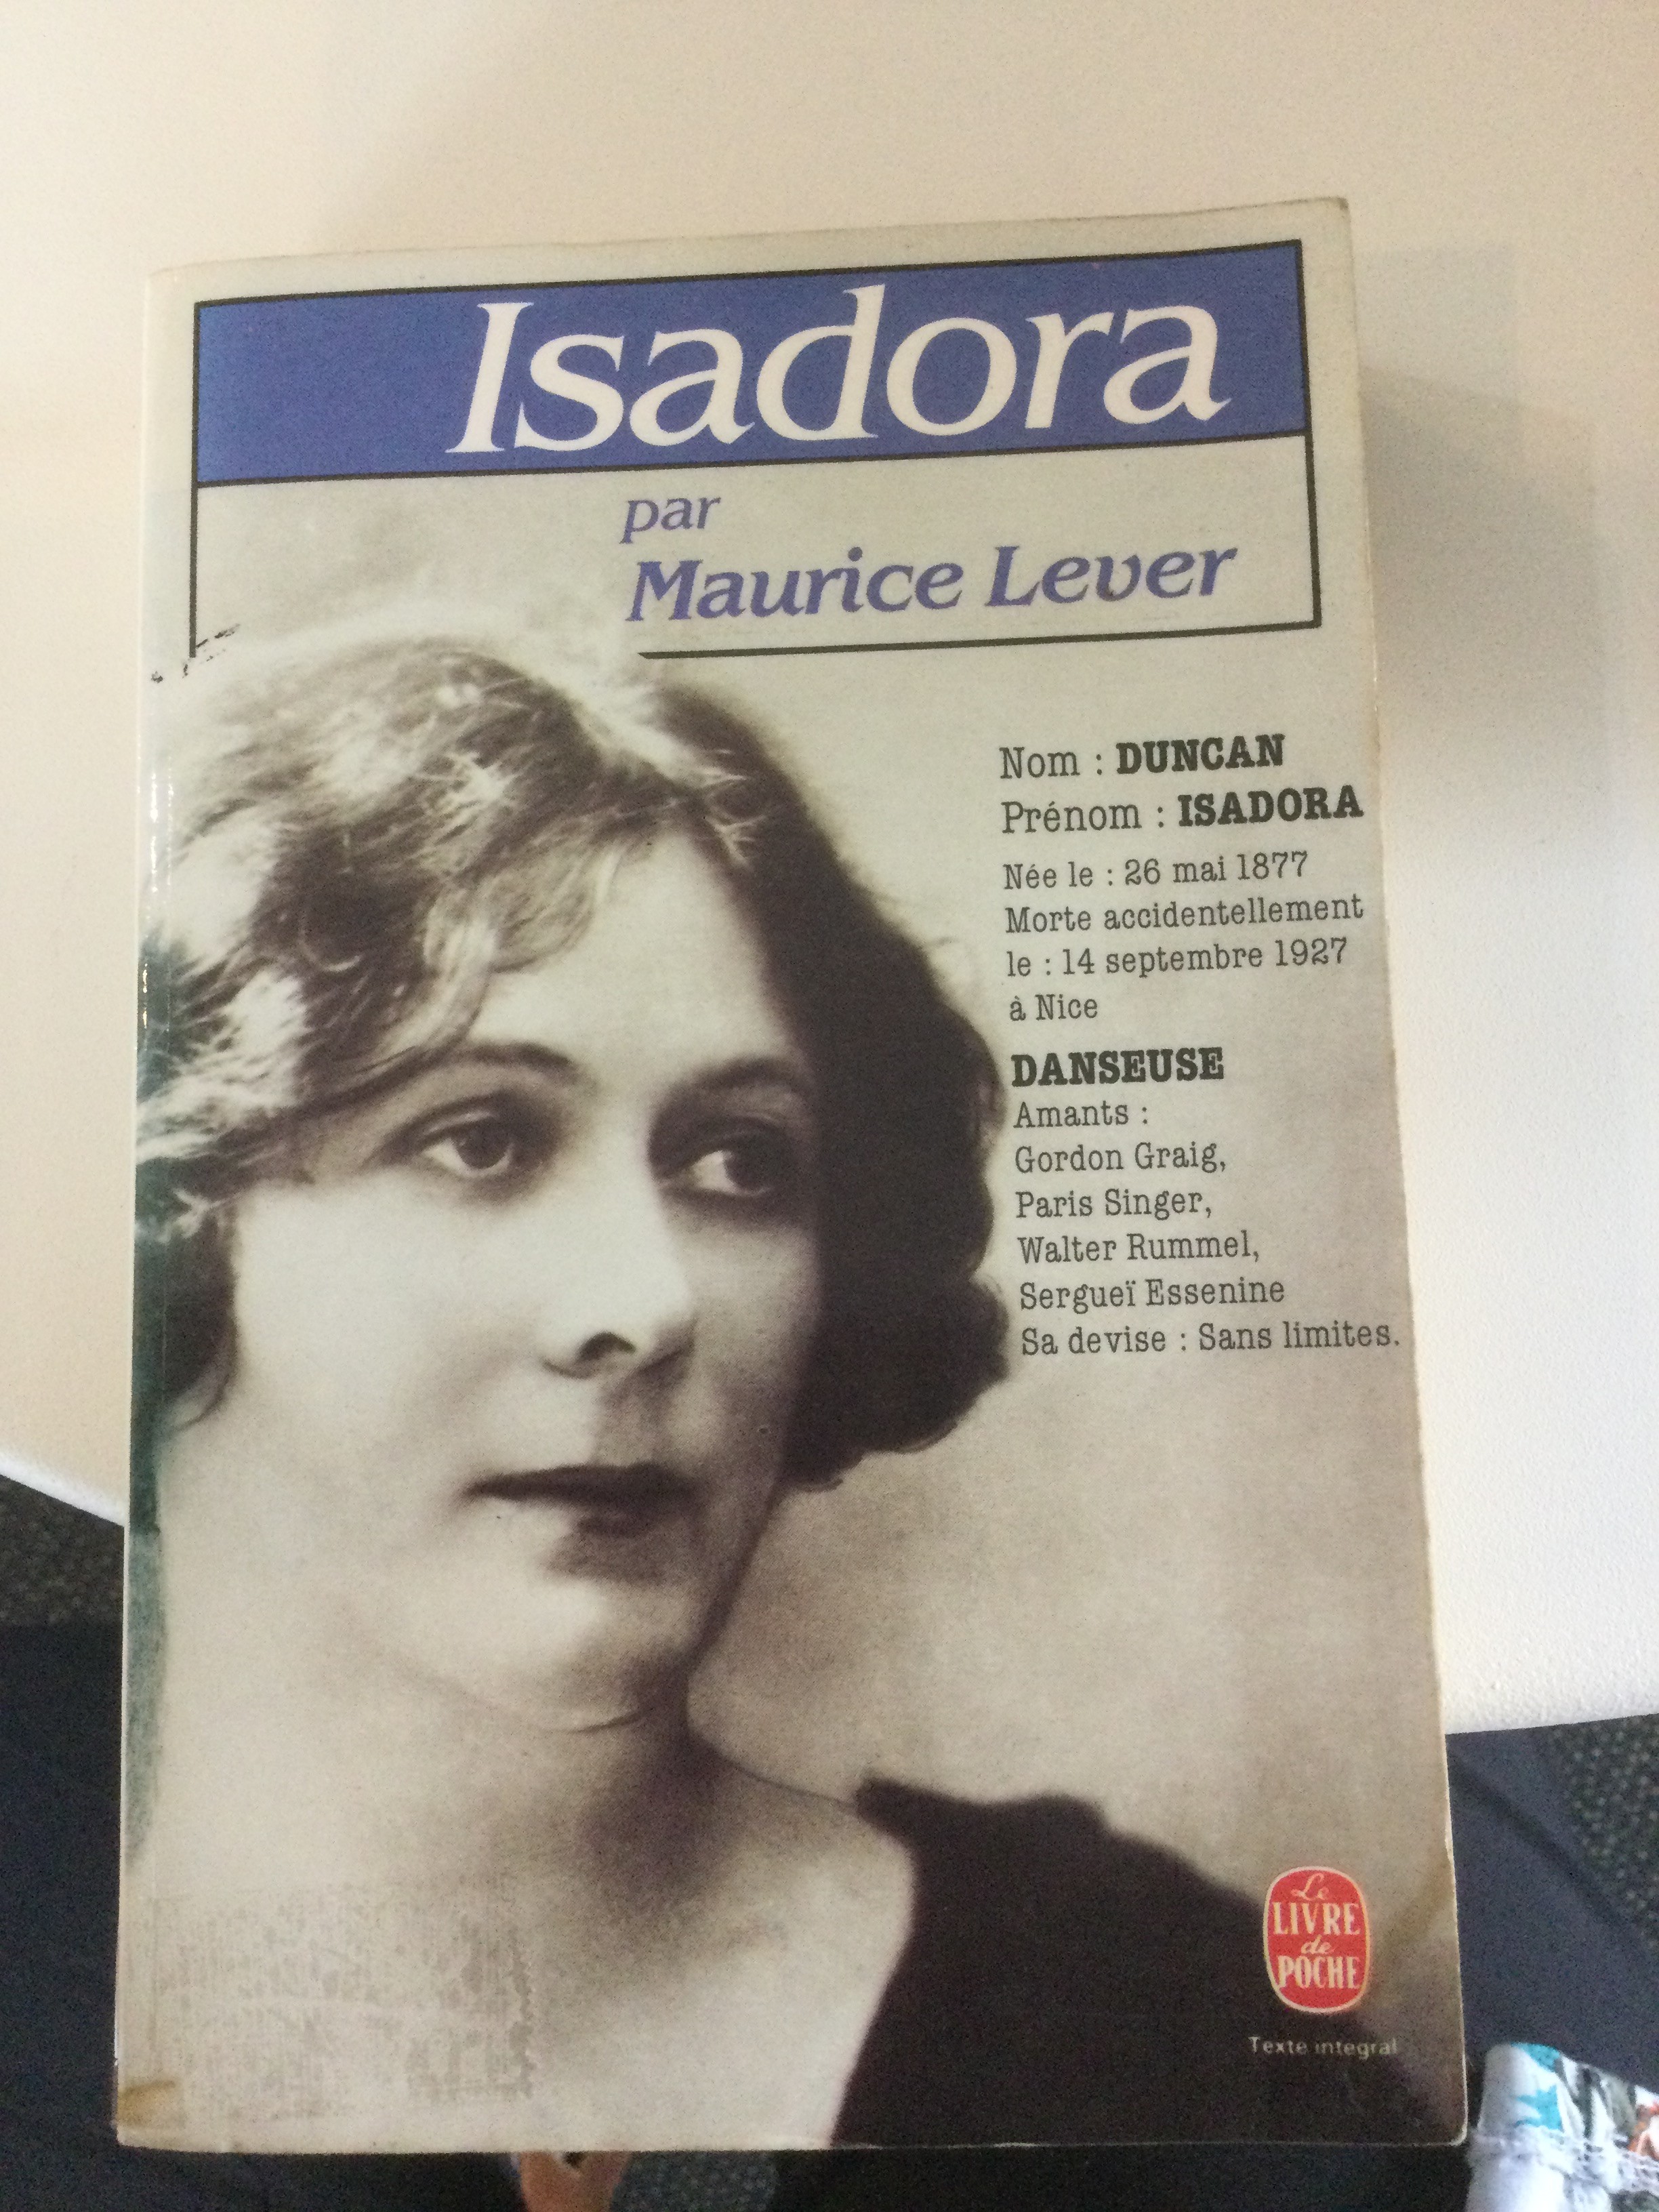 Isadora
par
Maurice Lever
Nom : DUNCAN
Prénom : ISADORA
Née le : 26 mai 1877
Morte accidentellement
le : 14 septembre 1927
à Nice
DANSEUSE
Amants :
Gordon Graig,
Paris Singer,
Walter Rummel,
Sergueï Essenine
Sa devise : Sans limites.
Le
LIVRE
de
POCHE
Texte integral